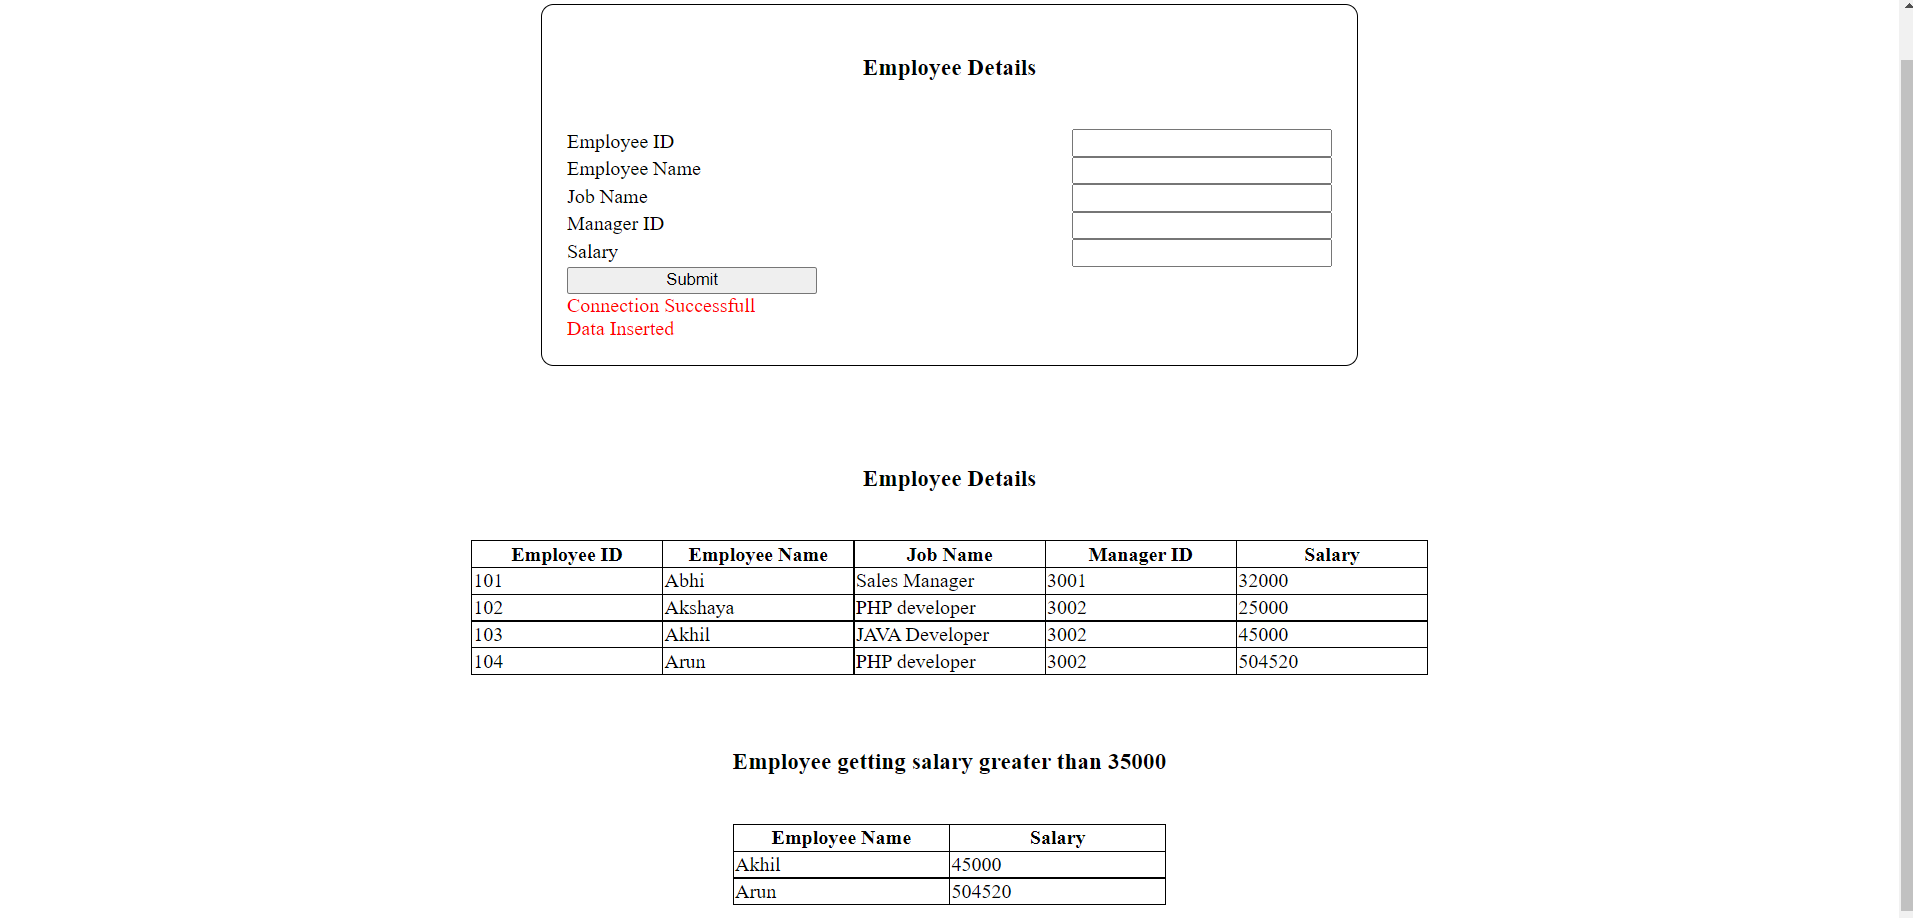 Employee Details
Employee ID
Employee Name
Job Name
Manager ID
Salary
Submit
Connection Successfull
Data Inserted
Employee Details
Employee ID Employee Name Job Name Manager ID Salary
101 Abhi Sales Manager 3001 32000
102 Akshaya PHP developer 3002 25000
103 Akhil JAVA Developer 3002 45000
104 Arun PHP developer 3002 504520
Employee getting salary greater than 35000
Employee Name Salary
Akhil 45000
Arun 504520